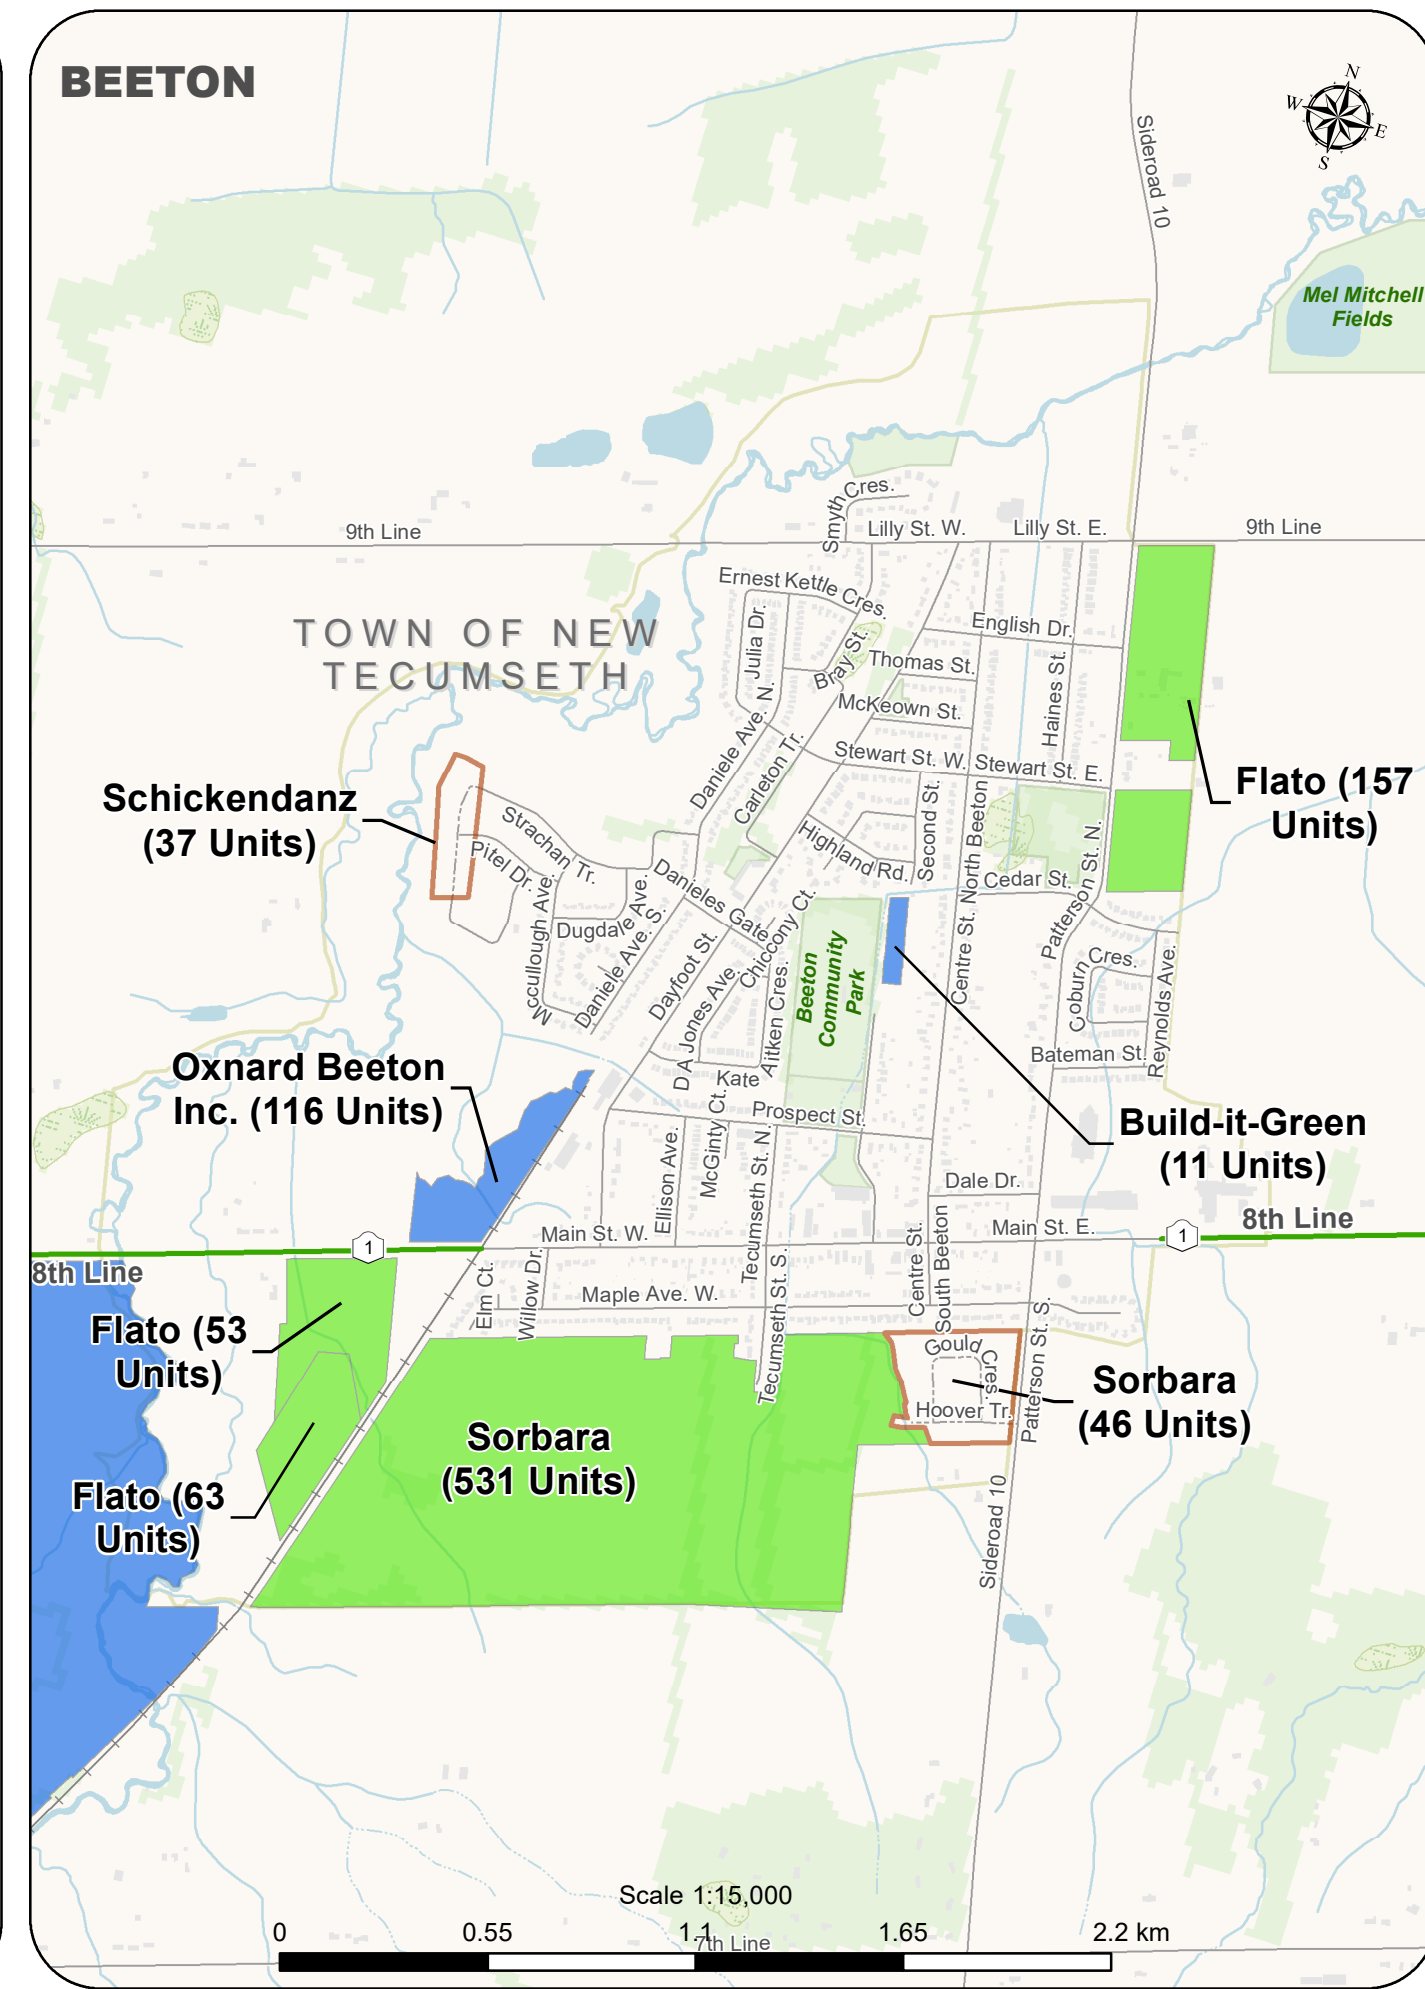 BEETON
N
W
E
S
Sideroad 10
Mel Mitchell
Fields
Smyth Cres.
9th Line
Lilly St. W.
Lilly St. E.
9th Line
Ernest Kettle Cres.
TOWN OF NEW
TECUMSETH
Julia Dr.
English Dr.
Bray St.
Thomas St.
Haines St.
McKeown St.
Daniele Ave. N.
Carleton Tr.
Stewart St. W.
Stewart St. E.
Schickendanz
(37 Units)
Flato (157
Units)
Strachan Tr.
Pitel Dr.
Highland Rd.
Second St.
Centre St. North Beeton
Patterson St. N.
Cedar St.
Danieles Gate
Mccullough Ave.
Dugdale Ave.
Daniele Ave. S.
Dayfoot St.
Chiccony Ct.
D A Jones Ave.
Aitken Cres.
Beeton
Community
Park
Coburn Cres.
Reynolds Ave.
Bateman St.
Kate
Oxnard Beeton
Inc. (116 Units)
McGinty Ct.
Prospect St.
Build-it-Green
(11 Units)
Ellison Ave.
Tecumseth St. N.
Dale Dr.
Main St. W.
Main St. E.
1
1
8th Line
8th Line
Elm Ct.
Willow Dr.
Maple Ave. W.
Tecumseth St. S.
Centre St.
South Beeton
Patterson St. S.
Flato (53
Units)
Gould Cres.
Hoover Tr.
Sorbara
(46 Units)
Sorbara
(531 Units)
Flato (63
Units)
Sideroad 10
Scale 1:15,000
0 0.55 1.1 1.65 2.2 km
7th Line